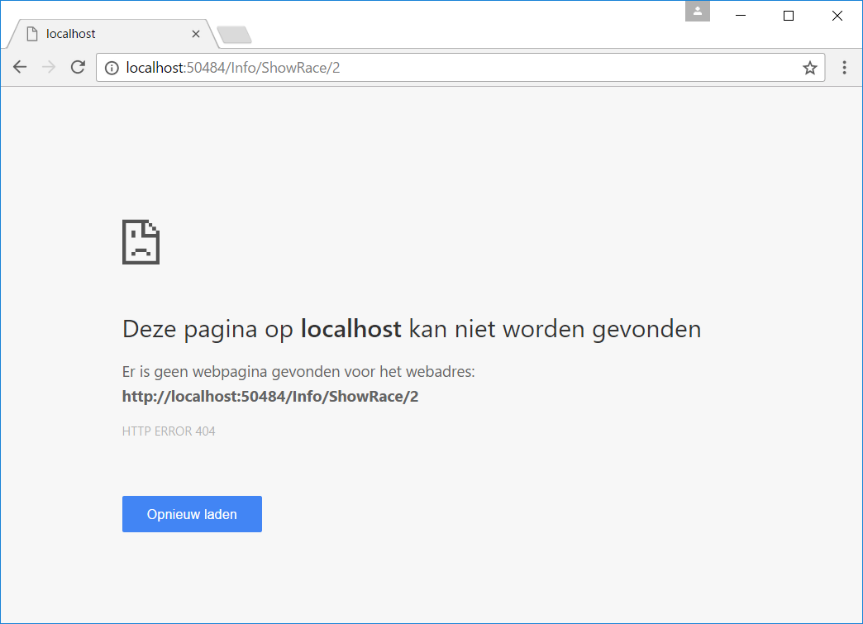 localhost
localhost:50484/Info/ShowRace/2
Deze pagina op localhost kan niet worden gevonden
Er is geen webpagina gevonden voor het webadres:
http://localhost:50484/Info/ShowRace/2
HTTP ERROR 404
Opnieuw laden